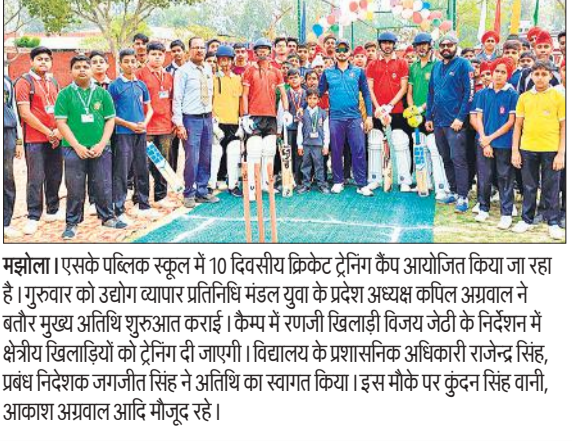 मझोला। एसके पब्लिक स्कूल में 10 दिवसीय क्रिकेट ट्रेनिंग कैंप आयोजित किया जा रहा
है। गुरुवार को उद्योग व्यापार प्रतिनिधि मंडल युवा के प्रदेश अध्यक्ष कपिल अग्रवाल ने
बतौर मुख्य अतिथि शुरुआत कराई। कैम्प में रणजी खिलाड़ी विजय जेठी के निर्देशन में
क्षेत्रीय खिलाड़ियों को ट्रेनिंग दी जाएगी। विद्यालय के प्रशासनिक अधिकारी राजेन्द्र सिंह,
प्रबंध निदेशक जगजीत सिंह ने अतिथि का स्वागत किया। इस मौके पर कुंदन सिंह वानी,
आकाश अग्रवाल आदि मौजूद रहे।